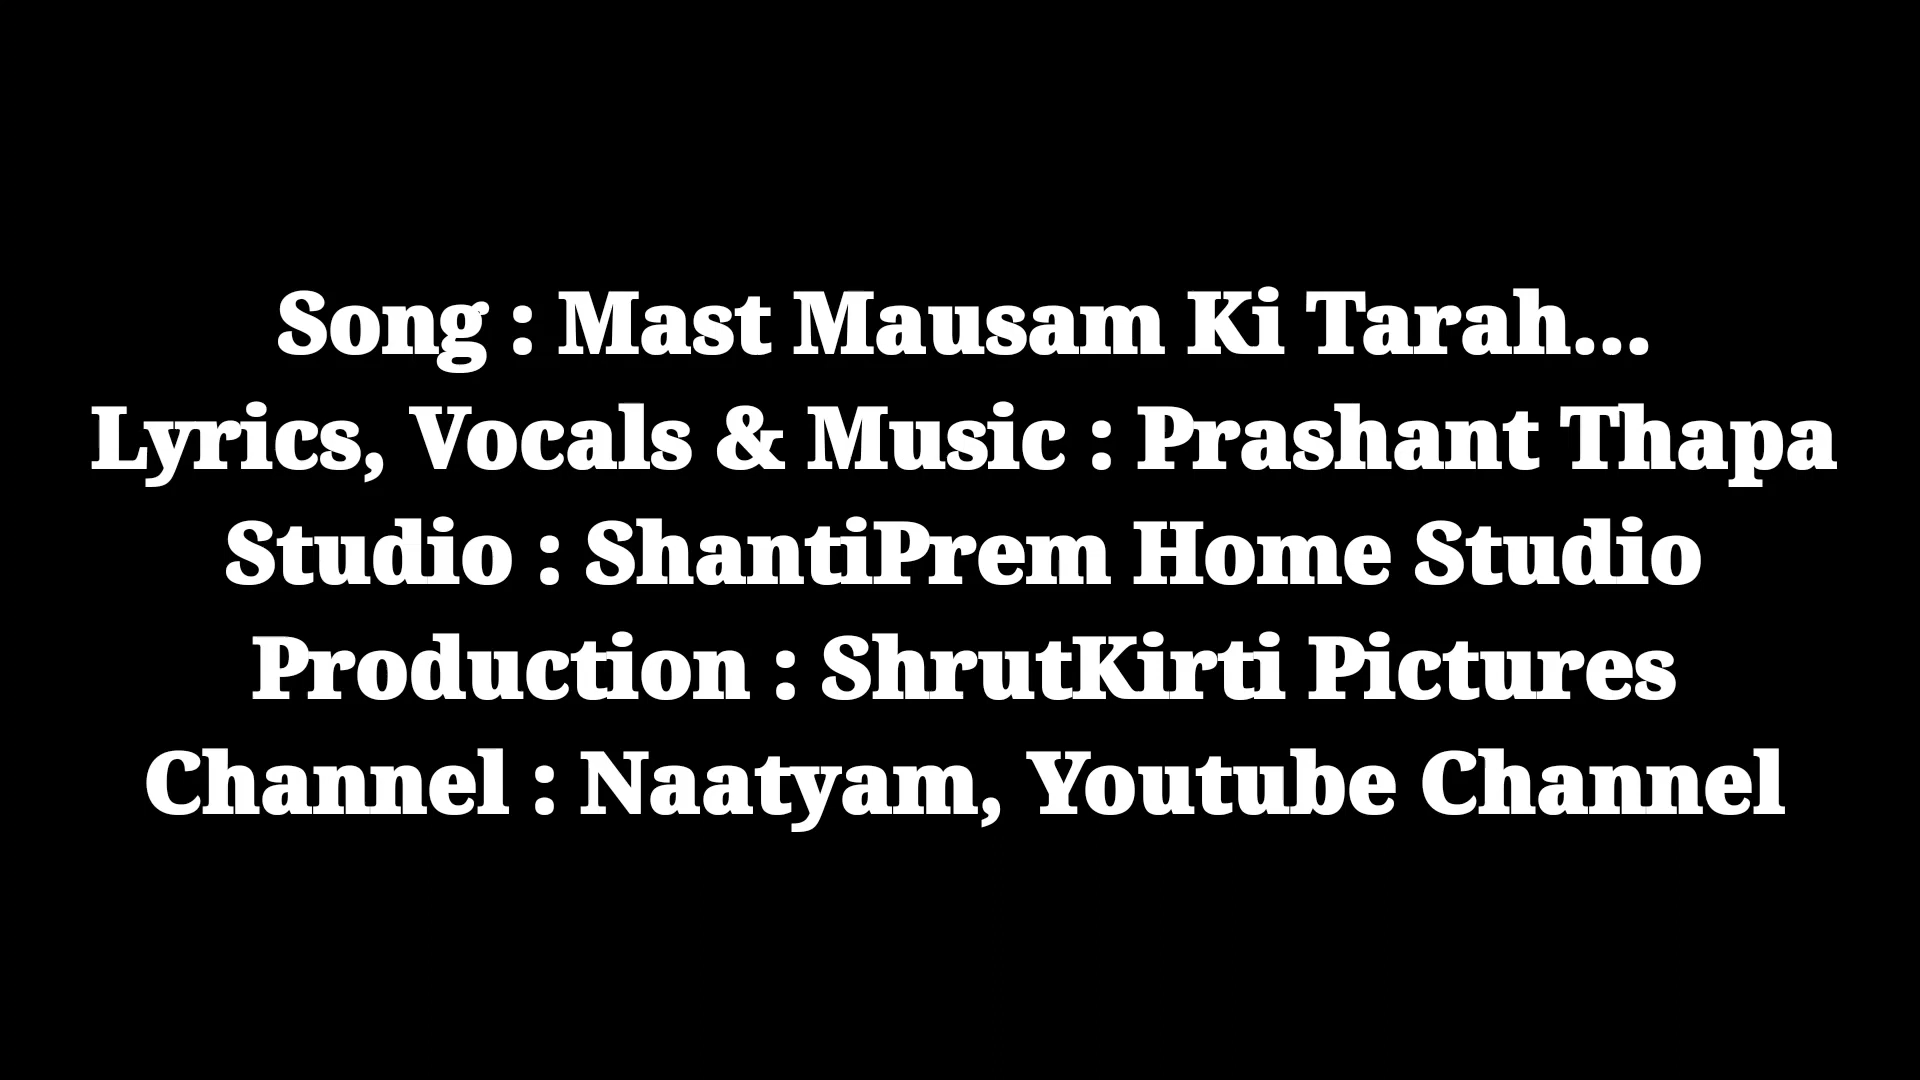 Song : Mast Mausam Ki Tarah...
Lyrics, Vocals & Music : Prashant Thapa
Studio : ShantiPrem Home Studio
Production : ShrutKirti Pictures
Channel : Naatyam, Youtube Channel